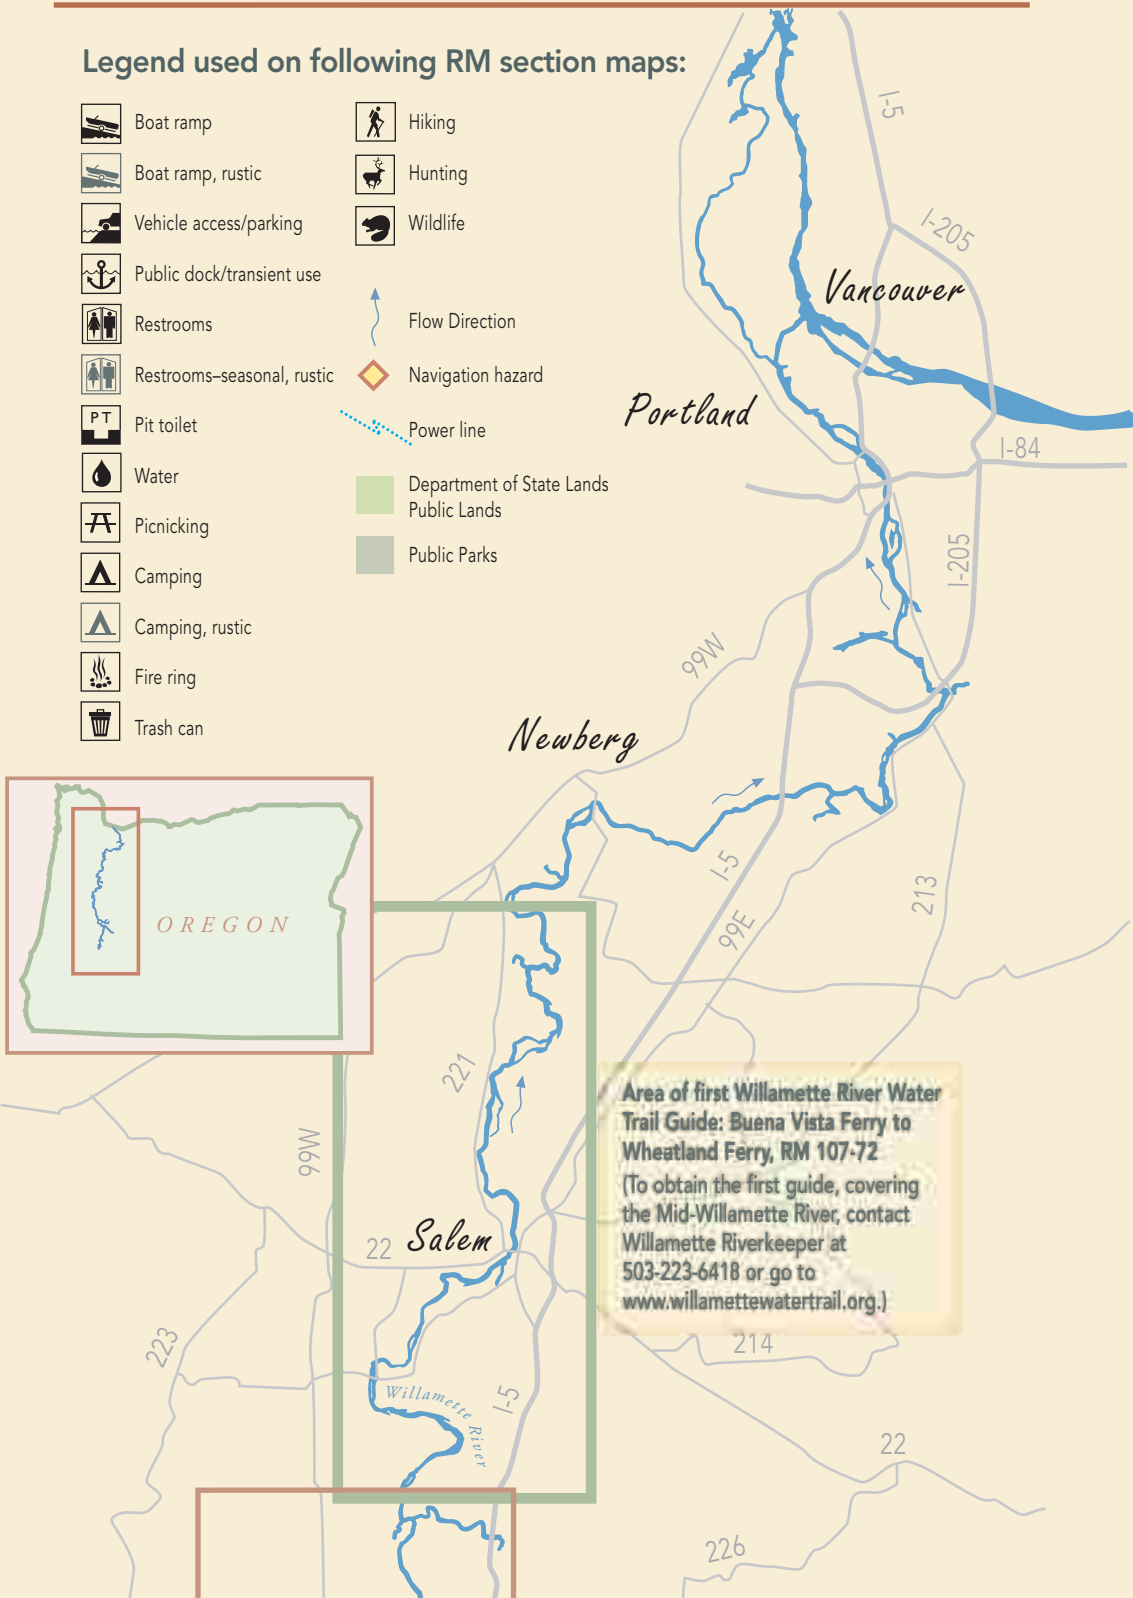 Legend used on following RM section maps:
Boat ramp
Boat ramp, rustic
Vehicle access/parking
Public dock/transient use
Restrooms
Restrooms–seasonal, rustic
PT
Pit toilet
Water
Picnicking
Camping
Camping, rustic
Fire ring
Trash can
Hiking
Hunting
Wildlife
Flow Direction
Navigation hazard
Power line
Department of State Lands
Public Lands
Public Parks
I-5
I-205
Vancouver
Portland
I-84
I-205
99W
Newberg
I-5
213
99E
OREGON
221
99W
Area of first Willamette River Water
Trail Guide: Buena Vista Ferry to
Wheatland Ferry, RM 107-72
(To obtain the first guide, covering
the Mid-Willamette River, contact
Willamette Riverkeeper at
503-223-6418 or go to
www.willamettewatertrail.org.)
Salem
22
223
214
Willamette River
I-5
22
226